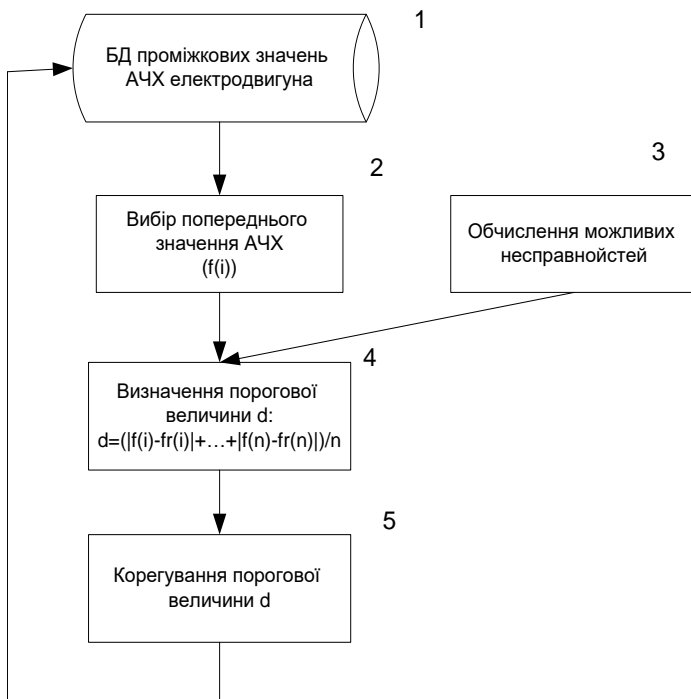 1
БД проміжкових значень
АЧХ електродвигуна
2
Вибір попереднього
значення АЧХ
(f(i))
3
Обчислення можливих
несправнойстей
4
Визначення порогової
величини d:
d=(|f(i)-fr(i)|+…+|f(n)-fr(n)|)/n
5
Корегування порогової
величини d